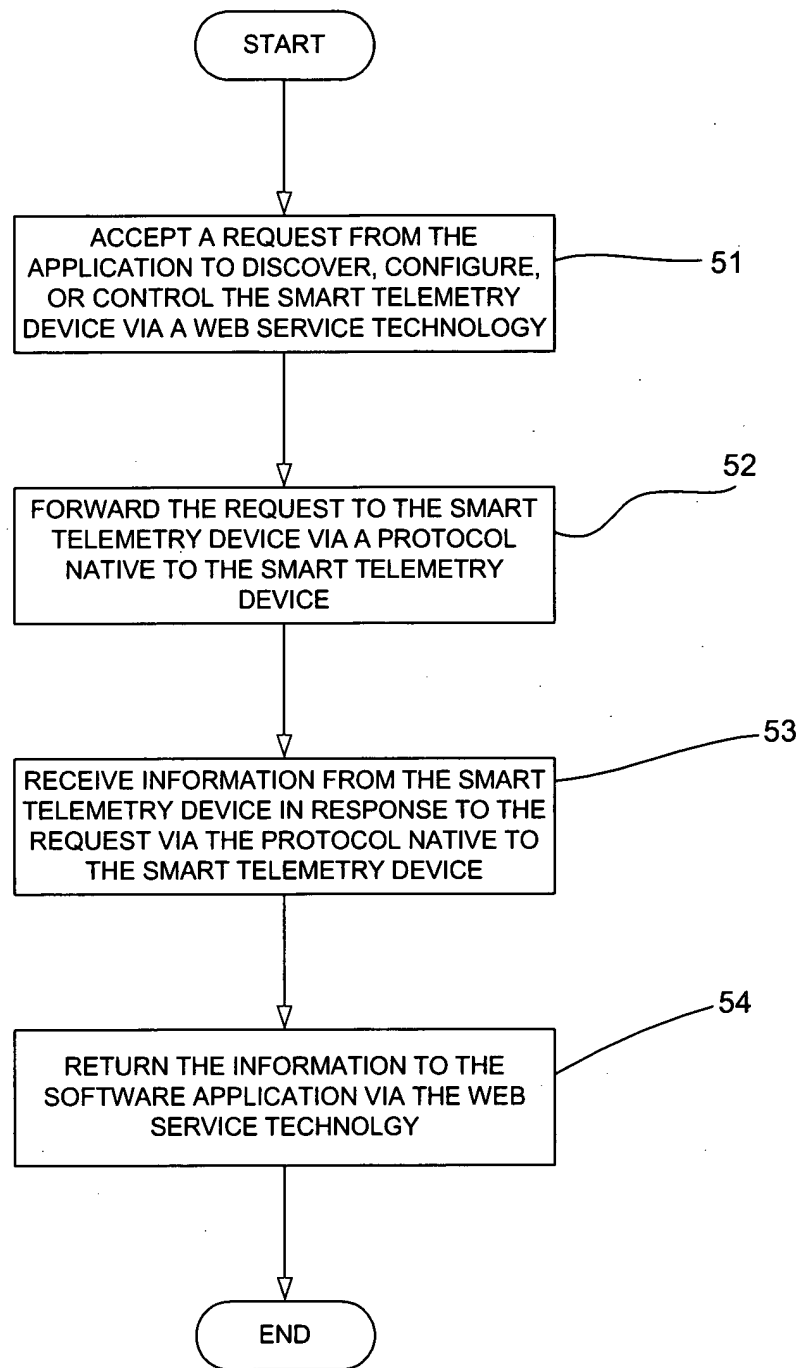 START
ACCEPT A REQUEST FROM THE
APPLICATION TO DISCOVER, CONFIGURE,
OR CONTROL THE SMART TELEMETRY
DEVICE VIA A WEB SERVICE TECHNOLOGY
51
FORWARD THE REQUEST TO THE SMART
TELEMETRY DEVICE VIA A PROTOCOL
NATIVE TO THE SMART TELEMETRY
DEVICE
52
RECEIVE INFORMATION FROM THE SMART
TELEMETRY DEVICE IN RESPONSE TO THE
REQUEST VIA THE PROTOCOL NATIVE TO
THE SMART TELEMETRY DEVICE
53
RETURN THE INFORMATION TO THE
SOFTWARE APPLICATION VIA THE WEB
SERVICE TECHNOLGY
54
END